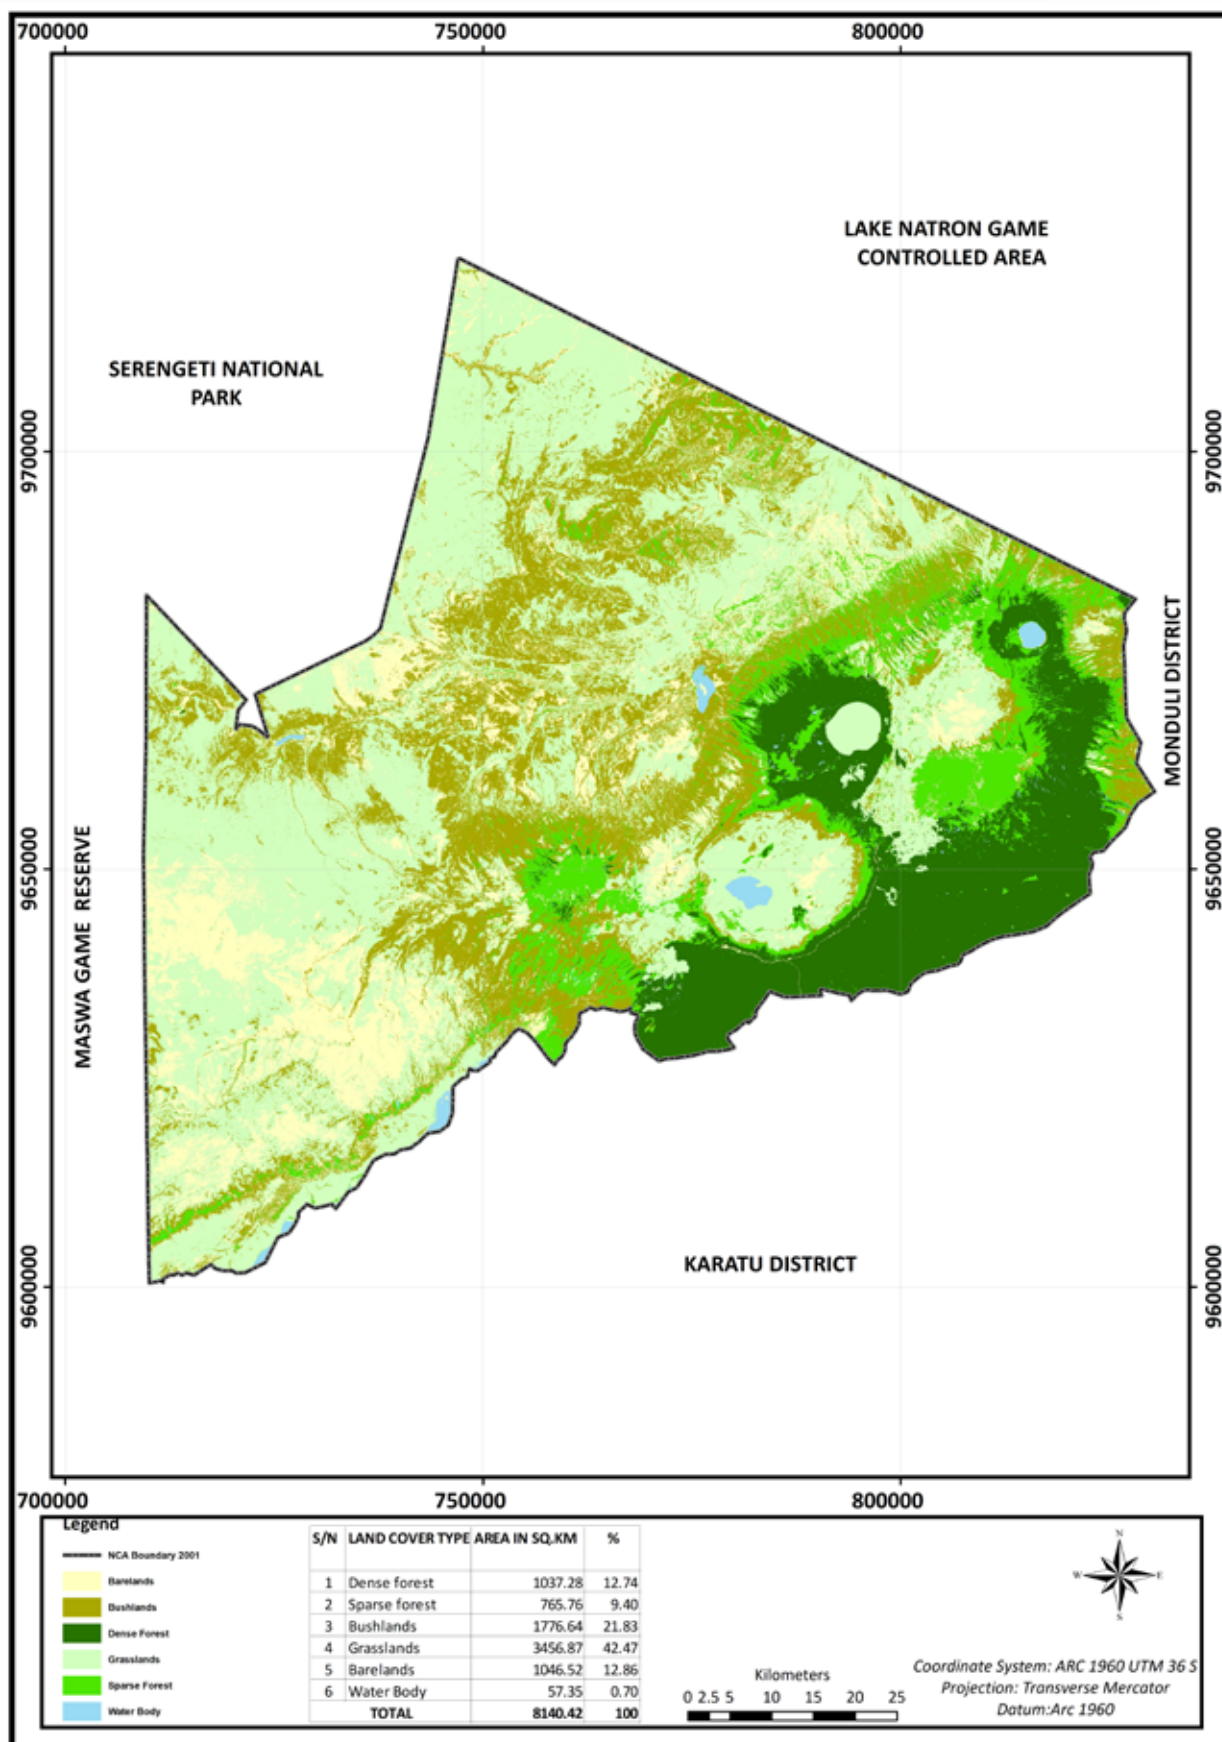 700000 750000 800000
LAKE NATRON GAME
CONTROLLED AREA
SERENGETI NATIONAL
PARK
9700000 9700000
MONDULI DISTRICT
MASWA GAME RESERVE
9650000 9650000
KARATU DISTRICT
9600000 9600000
700000 750000 800000
Legend
NCA Boundary 2001
Barelands
Bushlands
Dense Forest
Grasslands
Sparse Forest
Water Body
S/N LAND COVER TYPE AREA IN SQ.KM %
1 Dense forest 1037.28 12.74
2 Sparse forest 765.76 9.40
3 Bushlands 1776.64 21.83
4 Grasslands 3456.87 42.47
5 Barelands 1046.52 12.86
6 Water Body 57.35 0.70
TOTAL 8140.42 100
N
W E
S
Kilometers
0 2.5 5 10 15 20 25
Coordinate System: ARC 1960 UTM 36 S
Projection: Transverse Mercator
Datum:Arc 1960